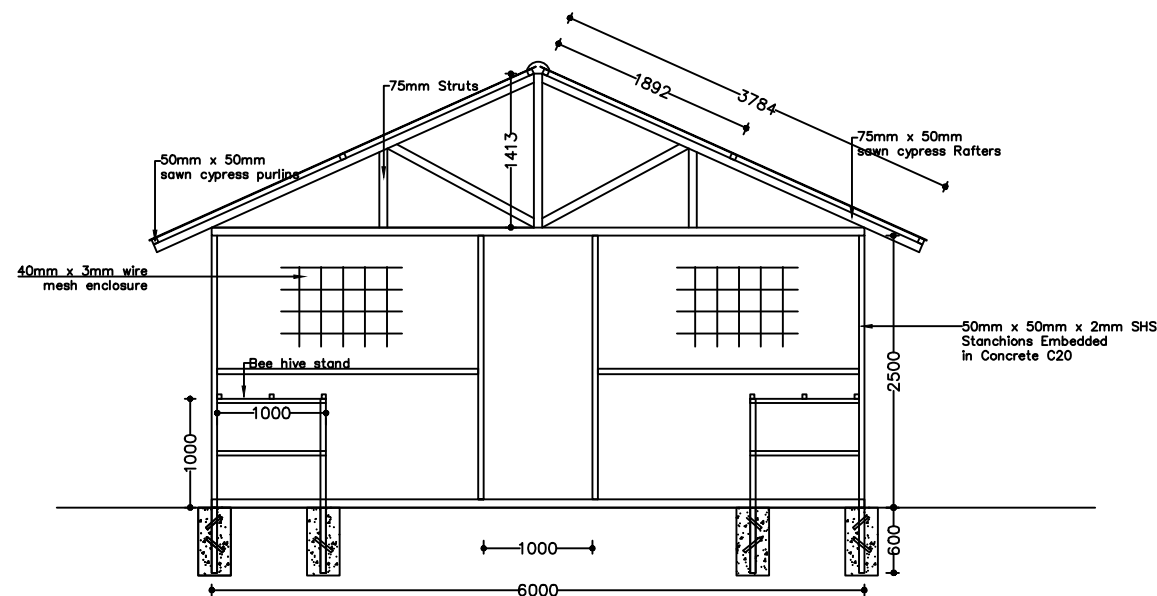 75mm Struts
1892
3784
1413
75mm x 50mm
sawn cypress Rafters
50mm x 50mm
sawn cypress purlins
40mm x 3mm wire
mesh enclosure
50mm x 50mm x 2mm SHS
Stanchions Embedded
in Concrete C20
Bee hive stand
2500
1000
1000
600
1000
6000